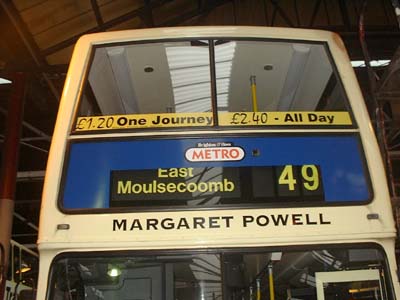 £1.20 One Journey £2.40 - All Day
Brighton & Hove
METRO
East
Moulsecoomb 49
MARGARET POWELL